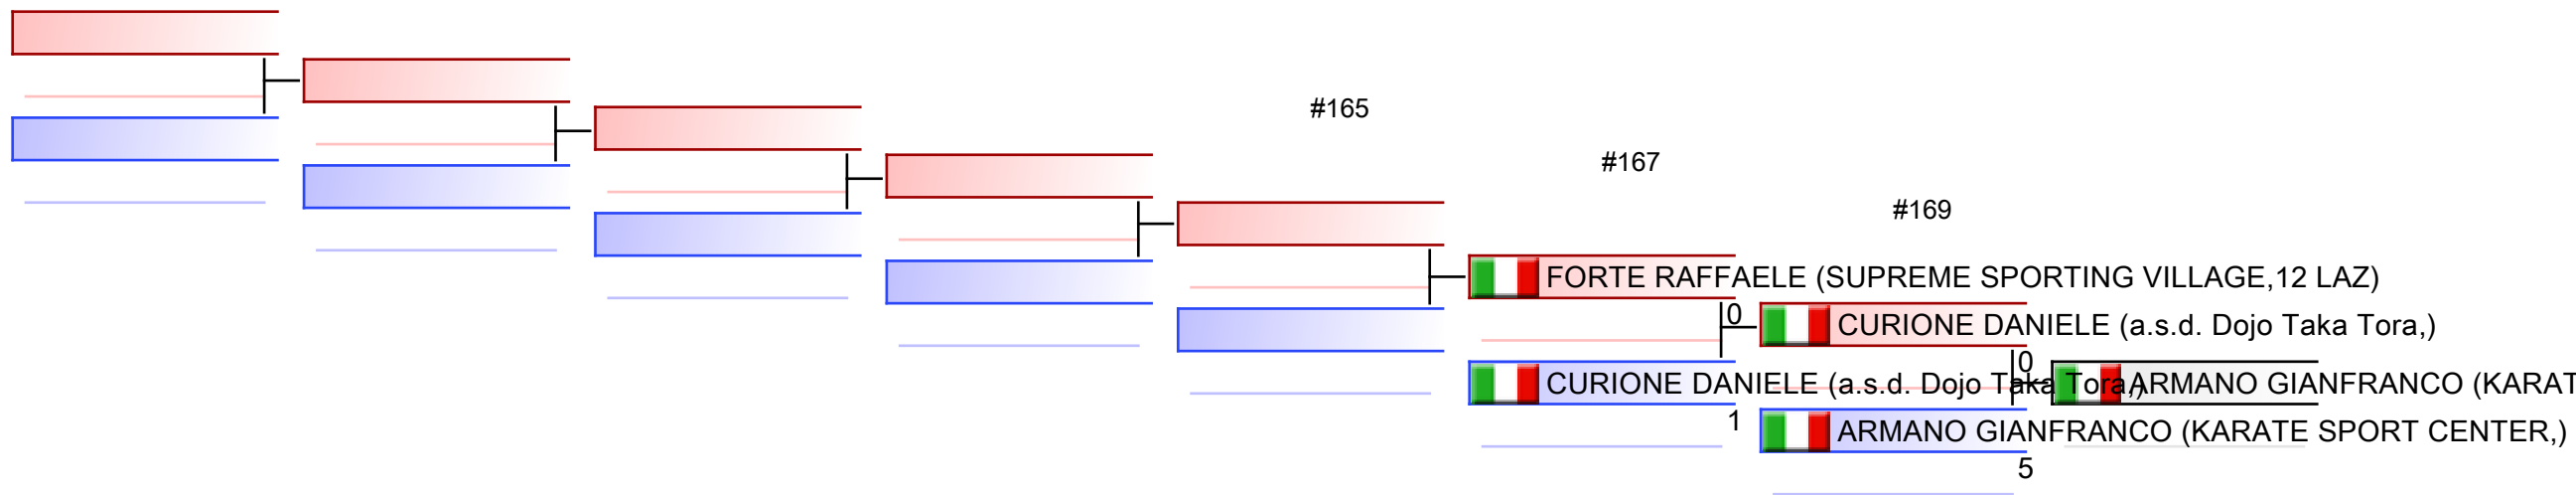 #165
#167
#169
FORTE RAFFAELE (SUPREME SPORTING VILLAGE,12 LAZ)
0
CURIONE DANIELE (a.s.d. Dojo Taka Tora,)
0
CURIONE DANIELE (a.s.d. Dojo Taka Tora,)
ARMANO GIANFRANCO (KARAT
1
ARMANO GIANFRANCO (KARATE SPORT CENTER,)
5